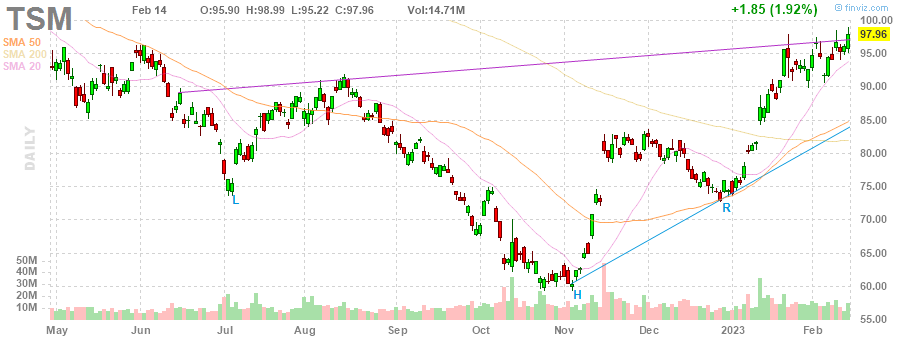 TSM Feb 14 O:95.90 H:98.99 L:95.22 C:97.96 Vol:14.71M +1.85 (1.92%) @ finviz.com
SMA 50
SMA 200
SMA 20
DAILY
100.00
97.96
95.00
90.00
85.00
80.00
75.00
70.00
65.00
60.00
55.00
L
R
H
50M
40M
30M
20M
10M
May Jun Jul Aug Sep Oct Nov Dec 2023 Feb